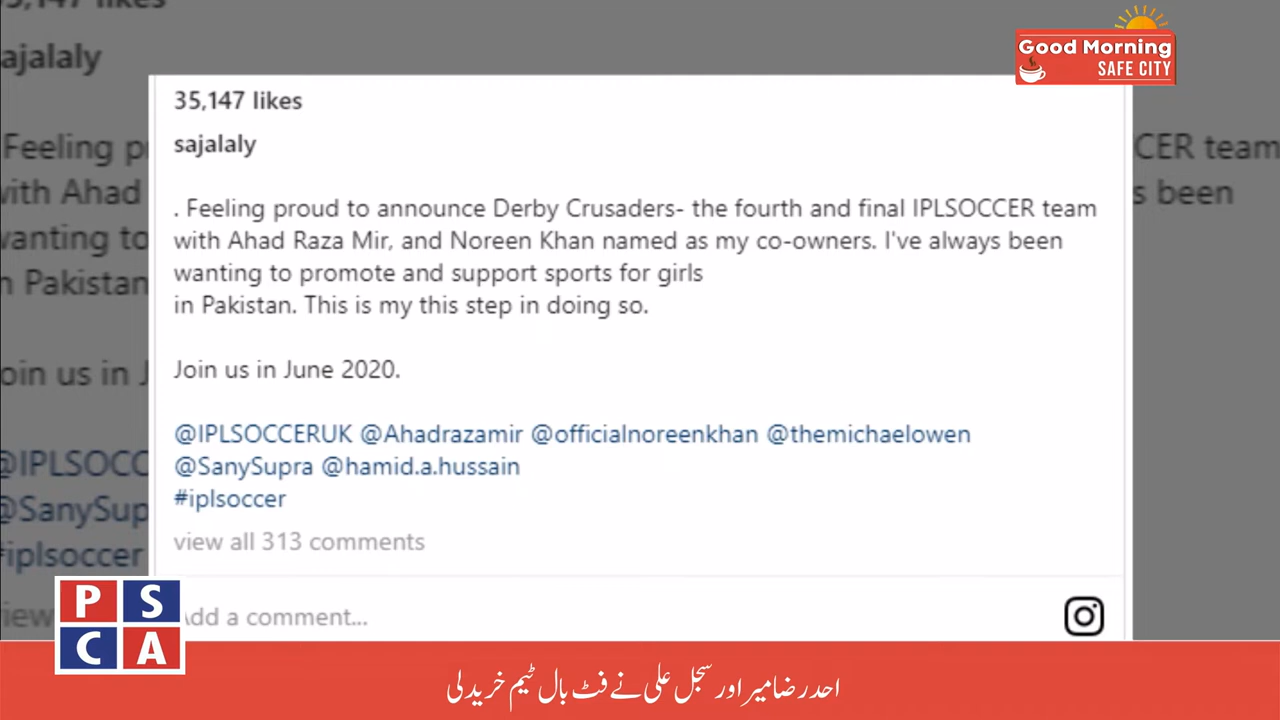 Good Morning
SAFE CITY
35,147 likes
sajalaly
. Feeling proud to announce Derby Crusaders- the fourth and final IPLSOCCER team
with Ahad Raza Mir, and Noreen Khan named as my co-owners. I've always been
wanting to promote and support sports for girls
in Pakistan. This is my this step in doing so.
Join us in June 2020.
@IPLSOCCERUK @Ahadrazamir @officialnoreenkhan @themichaelowen
@SanySupra @hamid.a.hussain
#iplsoccer
view all 313 comments
Add a comment...
PSCA
احد رضا میر اور سجل علی نے فٹ بال ٹیم خرید لی